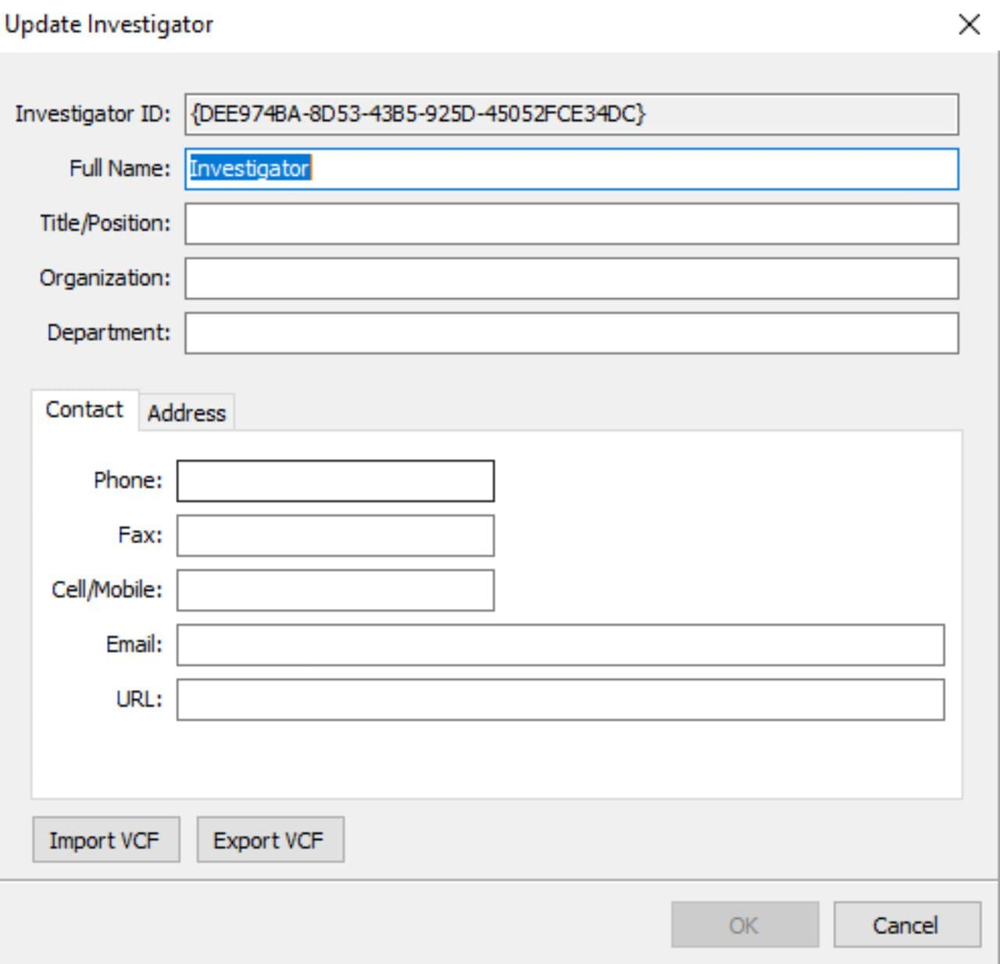 Update Investigator
Investigator ID: {DEE974BA-8D53-43B5-925D-45052FCE34DC}
Full Name: Investigator
Title/Position:
Organization:
Department:
Contact Address
Phone:
Fax:
Cell/Mobile:
Email:
URL:
Import VCF Export VCF
OK Cancel